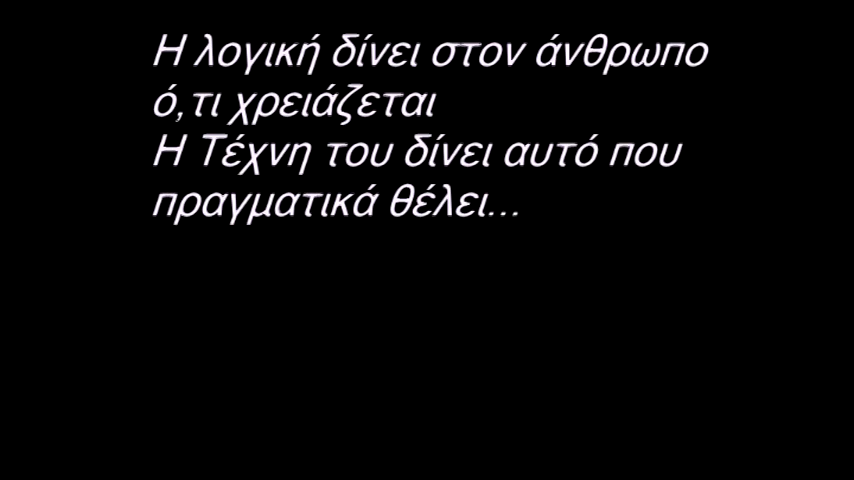 Η λογική δίνει στον άνθρωπο
ό,τι χρειάζεται
Η Τέχνη του δίνει αυτό που
πραγματικά θέλει...